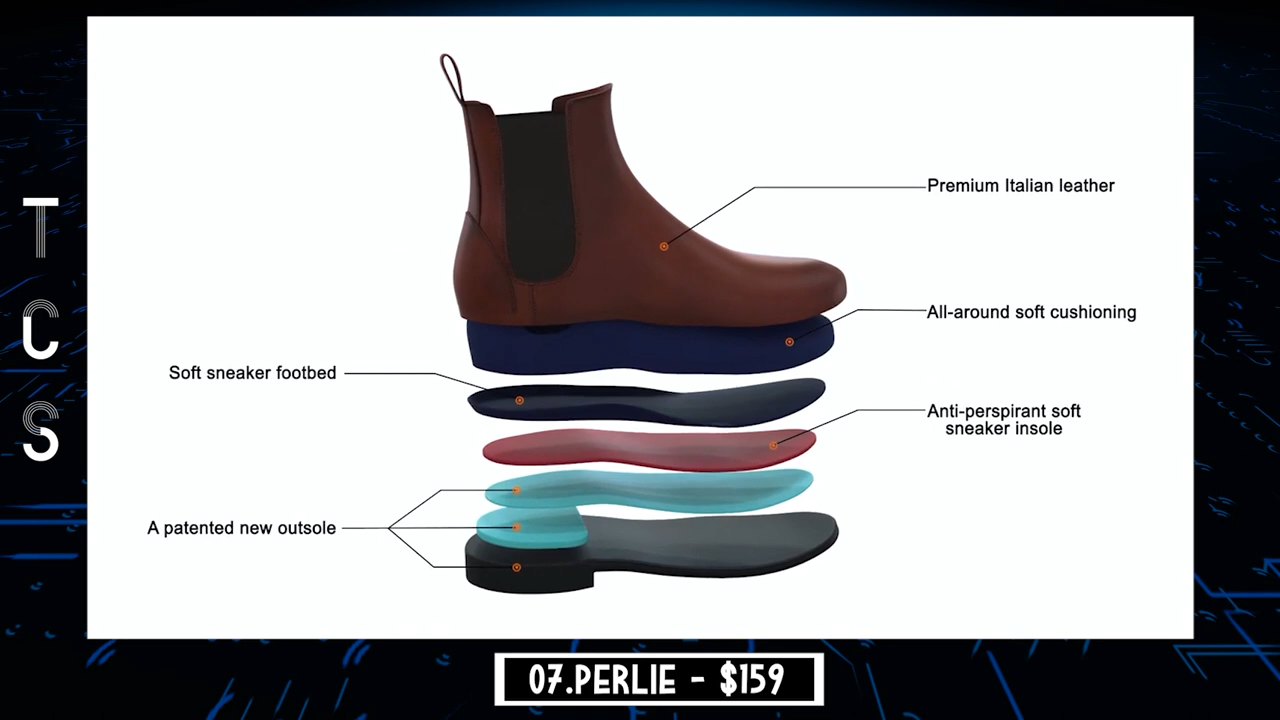 T
C
S
Premium Italian leather
All-around soft cushioning
Soft sneaker footbed
Anti-perspirant soft
sneaker insole
A patented new outsole
07.PERLIE - $159